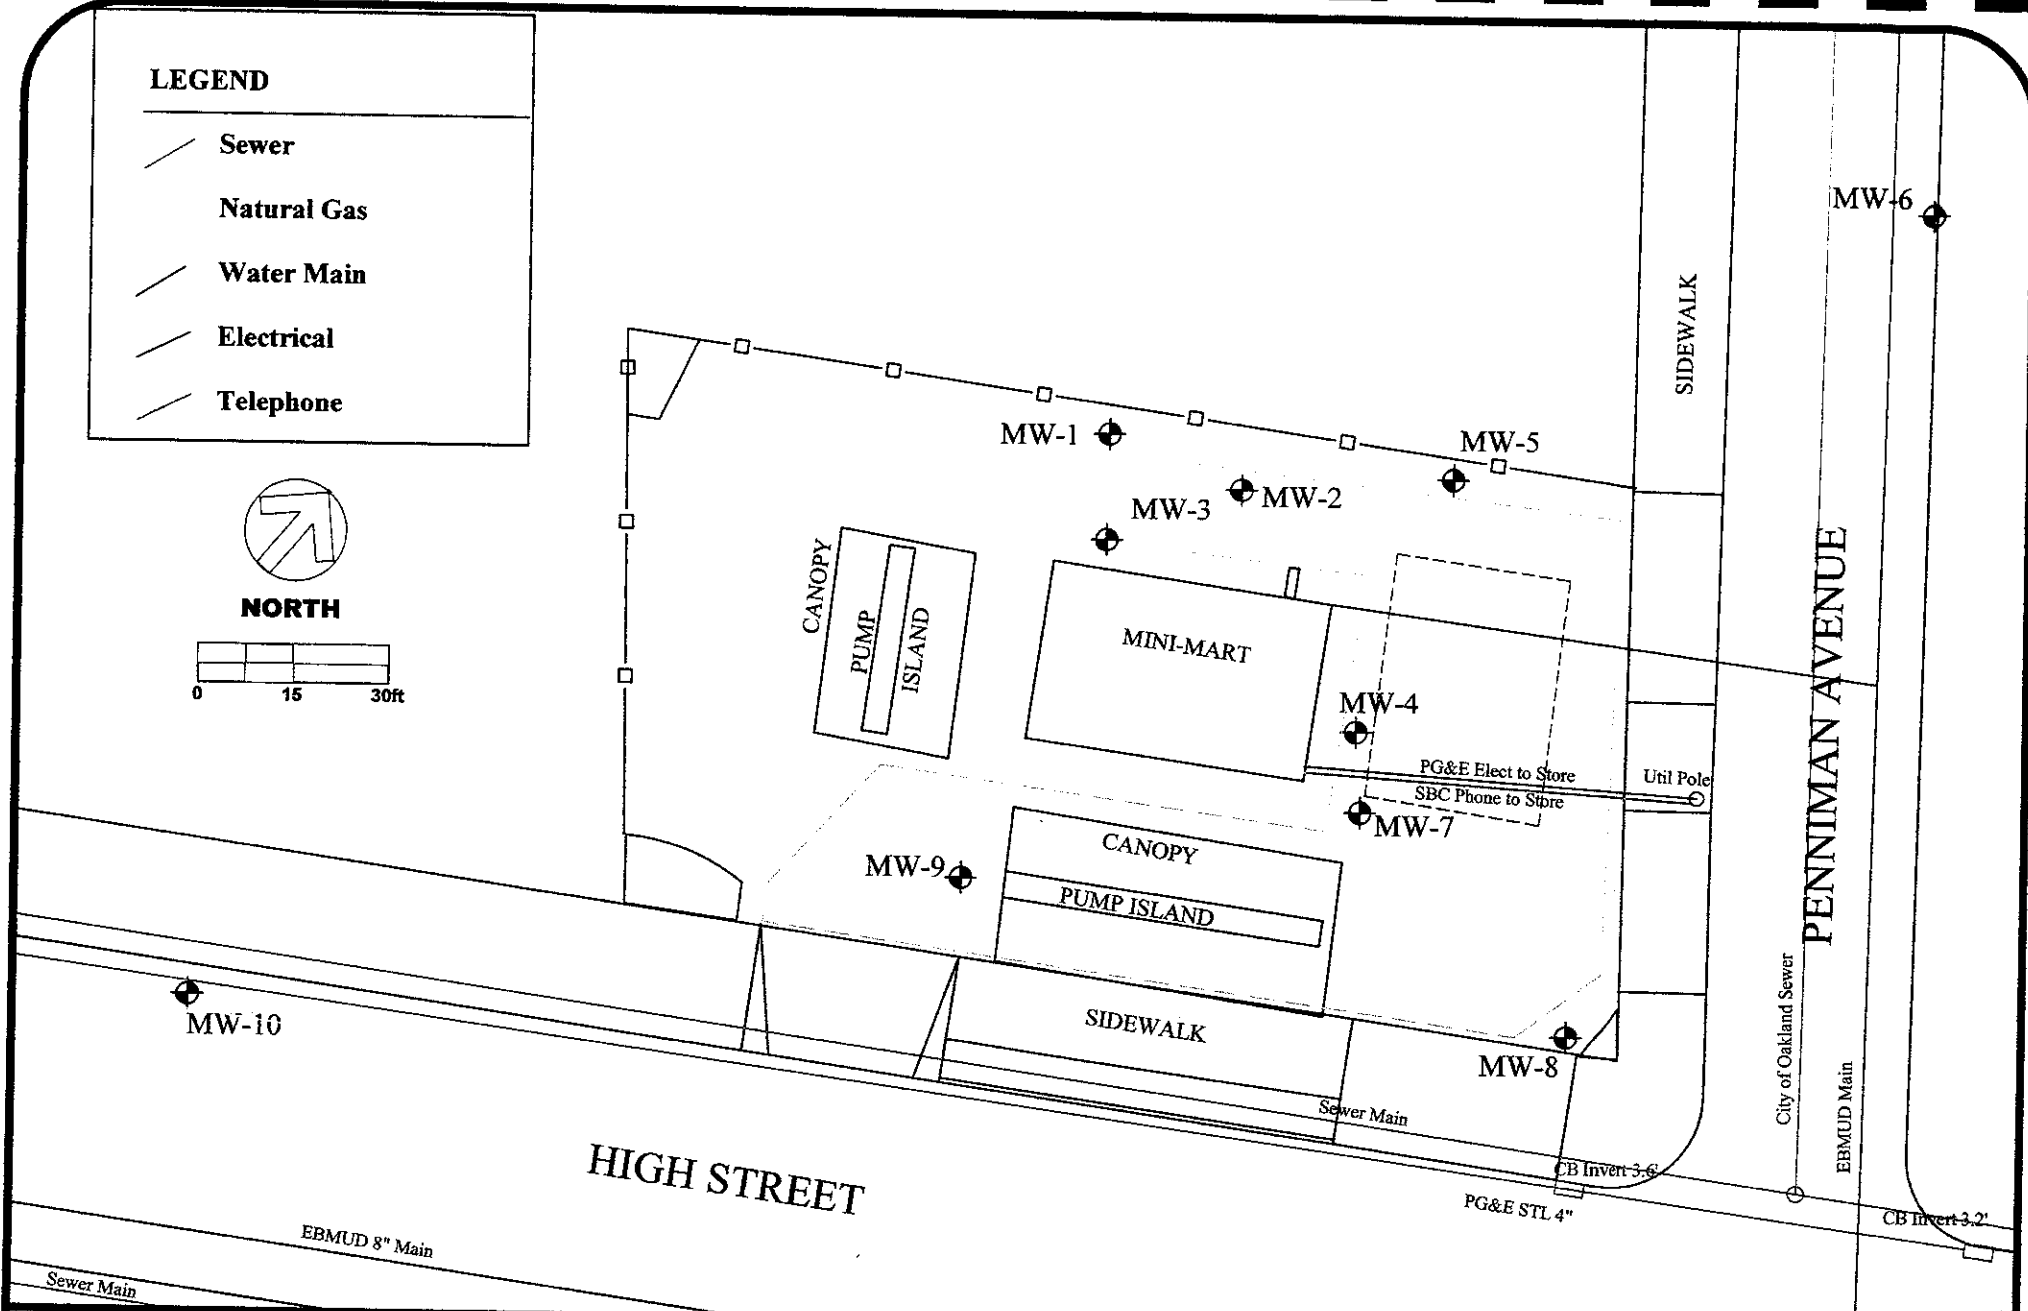 LEGEND
Sewer
Natural Gas
Water Main
Electrical
Telephone
NORTH
0 15 30ft
MW-6
SIDEWALK
MW-1
MW-5
MW-2
MW-3
CANOPY
PUMP
ISLAND
MINI-MART
MW-4
PG&E Elect to Store
Util Pole
SBC Phone to Store
MW-7
PENNIMAN AVENUE
CANOPY
MW-9
PUMP ISLAND
MW-10
SIDEWALK
MW-8
City of Oakland Sewer
EBMUD Main
Sewer Main
HIGH STREET
CB Invert 3.6'
PG&E STL 4"
CB Invert 3.2'
EBMUD 8" Main
Sewer Main